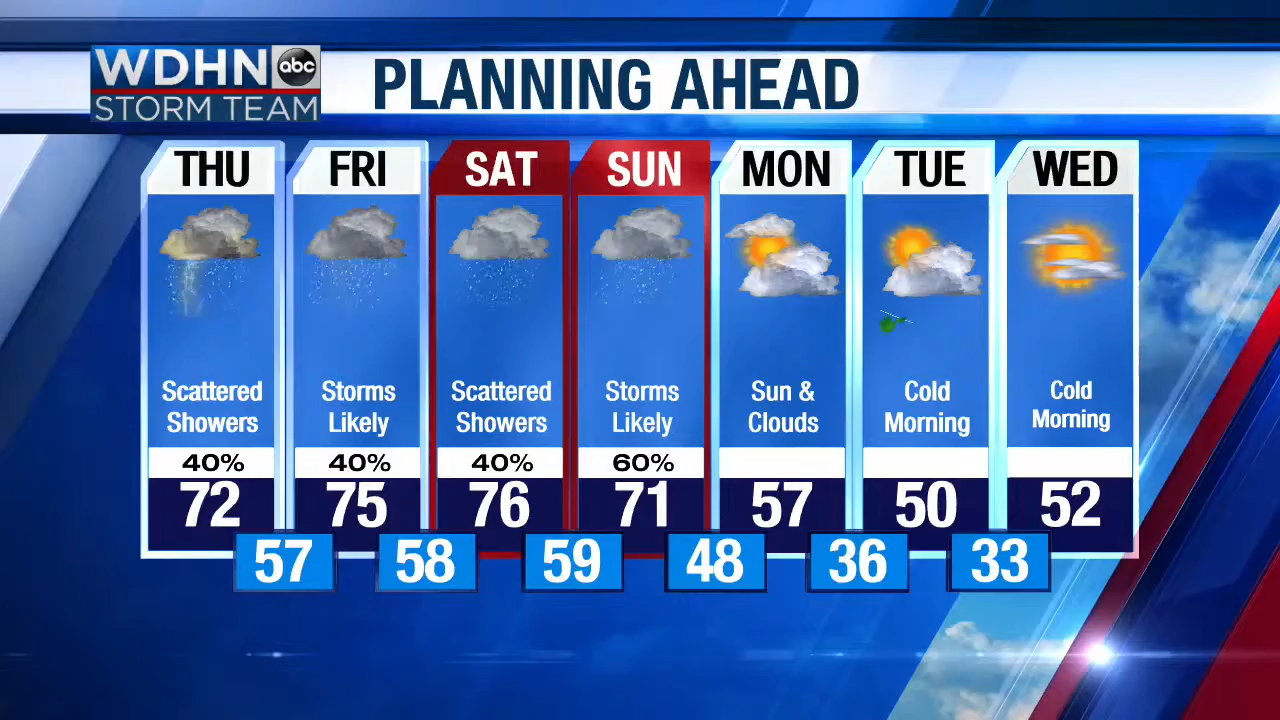 WDHN abc
STORM TEAM
PLANNING AHEAD
THU FRI SAT SUN MON TUE WED
Scattered Storms Scattered Storms Sun & Cold Cold
Showers Likely Showers Likely Clouds Morning Morning
40% 40% 40% 60%
72 75 76 71 57 50 52
57 58 59 48 36 33